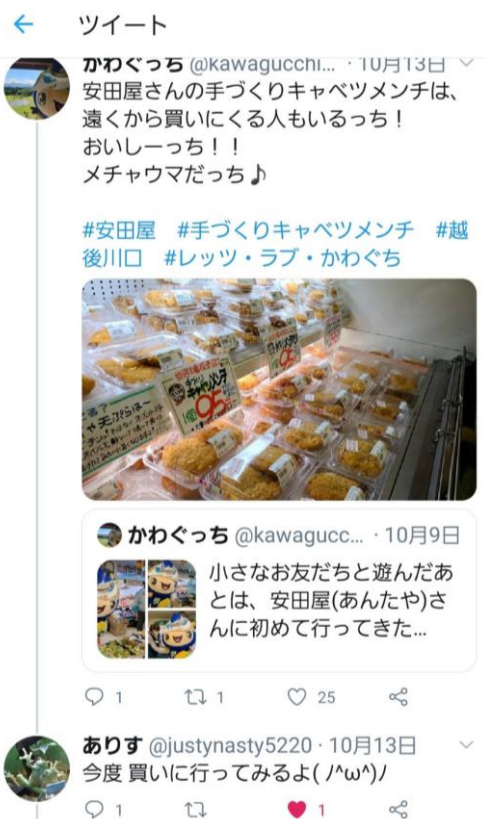 ツイート
かわぐっち @kawagucchi... · 10月13日
安田屋さんの手づくりキャベツメンチは、
遠くから買いにくる人もいるっち！
おいしーっち！！
メチャウマだっち♪
#安田屋 #手づくりキャベツメンチ #越
後川口 #レッツ・ラブ・かわぐち
キャベツメンチ
95
かわぐっち @kawagucc... · 10月9日
小さなお友だちと遊んだあ
とは、安田屋(あんたや)さ
んに初めて行ってきた...
1 1 25
ありす @justynasty5220 · 10月13日
今度 買いに行ってみるよ( ﾉ^ω^)ﾉ
1 1